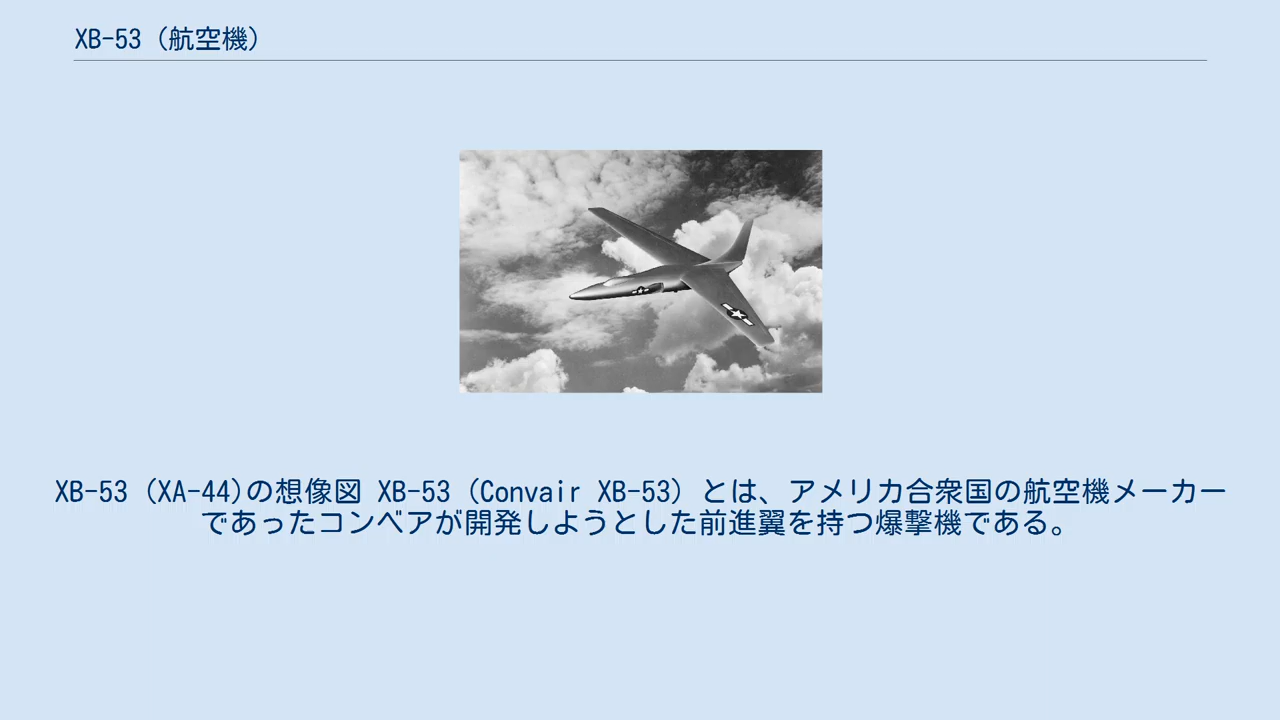 XB-53 (航空機)
XB-53 (XA-44)の想像図 XB-53 (Convair XB-53) とは、アメリカ合衆国の航空機メーカー
であったコンベアが開発しようとした前進翼を持つ爆撃機である。